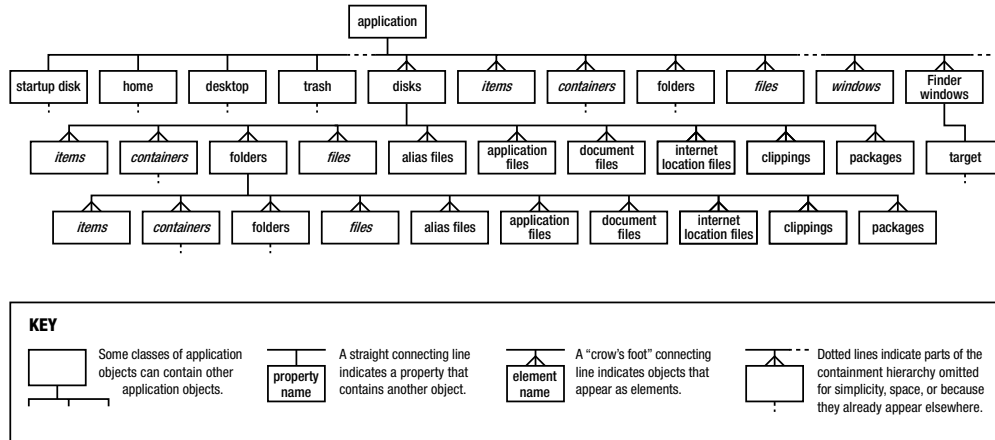 application
startup disk
home
desktop
trash
disks
items
containers
folders
files
windows
Finder
windows
items
containers
folders
files
alias files
application
files
document
files
internet
location files
clippings
packages
target
items
containers
folders
files
alias files
application
files
document
files
internet
location files
clippings
packages
KEY
Some classes of application
objects can contain other
application objects.
property
name
A straight connecting line
indicates a property that
contains another object.
element
name
A “crow’s foot” connecting
line indicates objects that
appear as elements.
Dotted lines indicate parts of the
containment hierarchy omitted
for simplicity, space, or because
they already appear elsewhere.